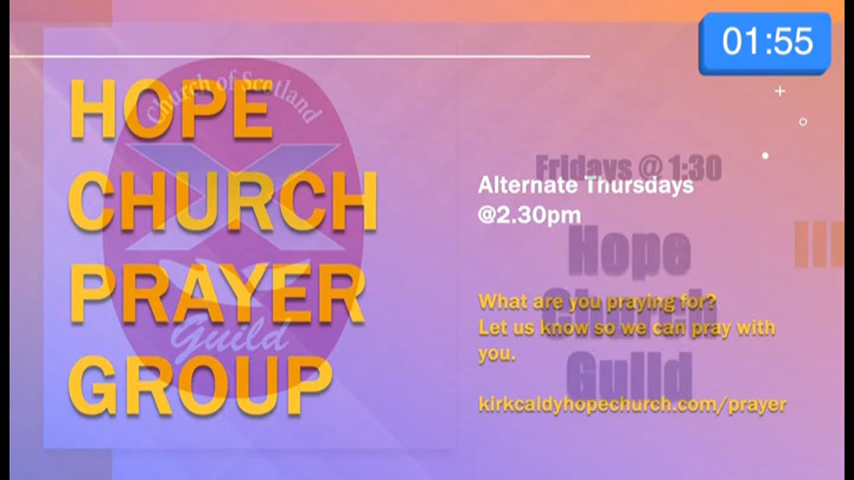 01:55
HOPE
CHURCH
PRAYER
GROUP
Church of Scotland
Guild
Fridays @ 1:30
Alternate Thursdays
@2.30pm
Hope
Church
Guild
What are you praying for?
Let us know so we can pray with
you.
kirkcaldyhopechurch.com/prayer